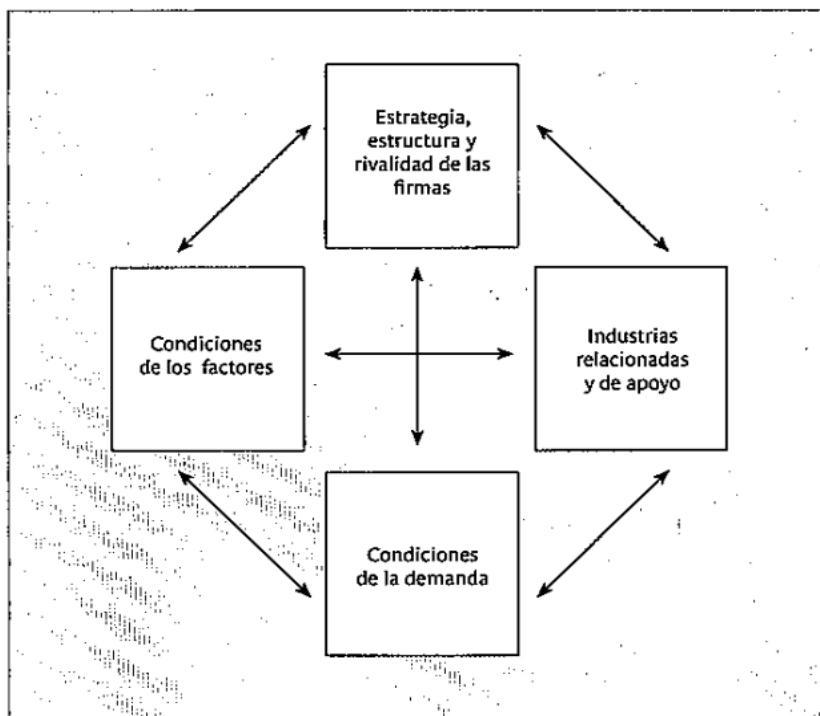 Estrategia,
estructura y
rivalidad de las
firmas
Condiciones
de los factores
Industrias
relacionadas
y de apoyo
Condiciones
de la demanda